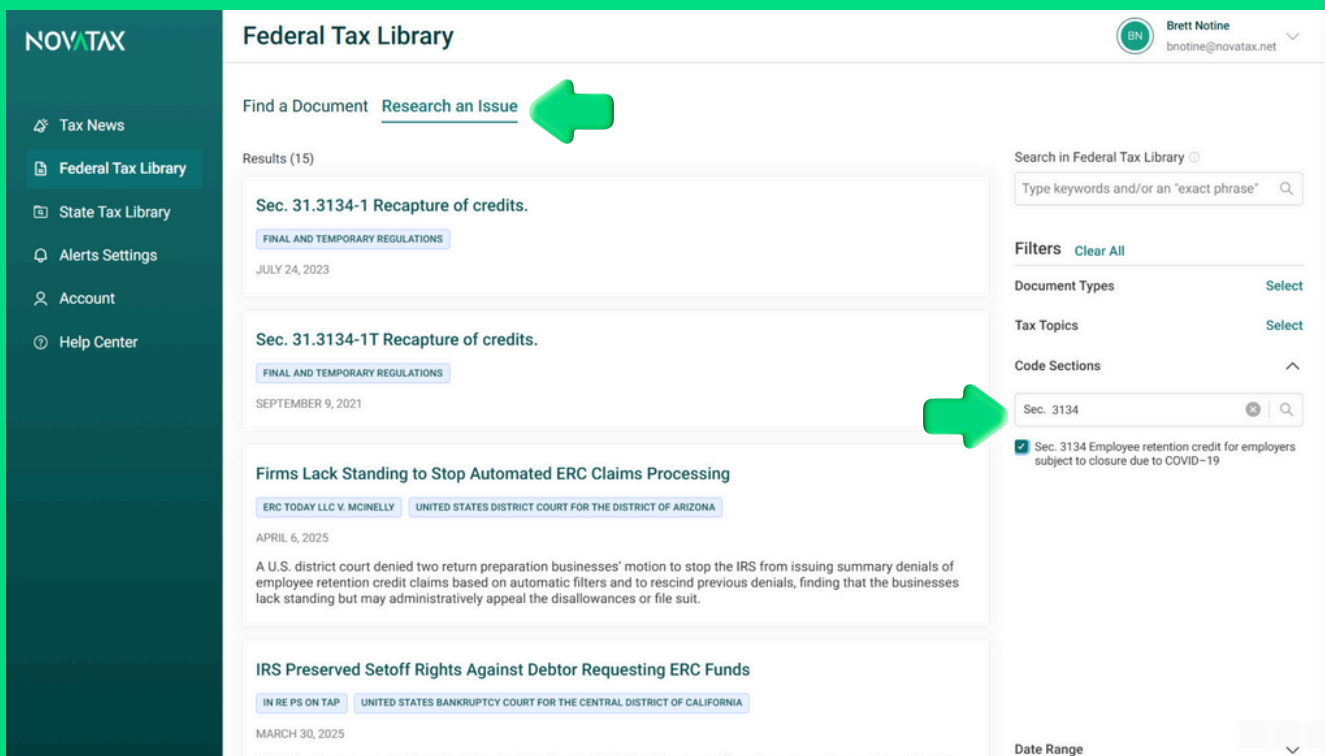 NOVATAX
Tax News
Federal Tax Library
State Tax Library
Alerts Settings
Account
Help Center
Federal Tax Library
BN
Brett Notine
bnotine@novatax.net
Find a Document Research an Issue
Results (15)
Sec. 31.3134-1 Recapture of credits.
FINAL AND TEMPORARY REGULATIONS
JULY 24, 2023
Sec. 31.3134-1T Recapture of credits.
FINAL AND TEMPORARY REGULATIONS
SEPTEMBER 9, 2021
Firms Lack Standing to Stop Automated ERC Claims Processing
ERC TODAY LLC V. MCINELLY UNITED STATES DISTRICT COURT FOR THE DISTRICT OF ARIZONA
APRIL 6, 2025
A U.S. district court denied two return preparation businesses' motion to stop the IRS from issuing summary denials of
employee retention credit claims based on automatic filters and to rescind previous denials, finding that the businesses
lack standing but may administratively appeal the disallowances or file suit.
IRS Preserved Setoff Rights Against Debtor Requesting ERC Funds
IN RE PS ON TAP UNITED STATES BANKRUPTCY COURT FOR THE CENTRAL DISTRICT OF CALIFORNIA
MARCH 30, 2025
Search in Federal Tax Library
Type keywords and/or an "exact phrase"
Filters Clear All
Document Types Select
Tax Topics Select
Code Sections
Sec. 3134
Sec. 3134 Employee retention credit for employers
subject to closure due to COVID–19
Date Range